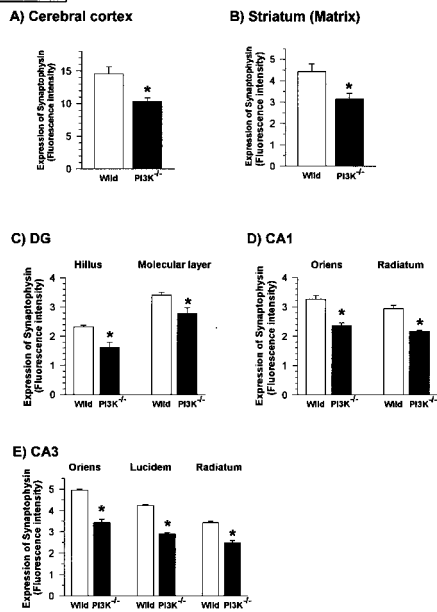 A) Cerebral cortex
Expression of Synaptophysin
(Fluorescence intensity)
15
10
5
0
Wild PI3K-/-
*
B) Striatum (Matrix)
Expression of Synaptophysin
(Fluorescence intensity)
5
4
3
2
1
0
Wild PI3K-/-
*
C) DG
Hillus Molecular layer
Expression of Synaptophysin
(Fluorescence intensity)
4
3
2
1
0
* *
Wild PI3K-/- Wild PI3K-/-
D) CA1
Oriens Radiatum
Expression of Synaptophysin
(Fluorescence intensity)
4
3
2
1
0
* *
Wild PI3K-/- Wild PI3K-/-
E) CA3
Oriens Lucidem Radiatum
Expression of Synaptophysin
(Fluorescence intensity)
5
4
3
2
1
0
* * *
Wild PI3K-/- Wild PI3K-/- Wild PI3K-/-